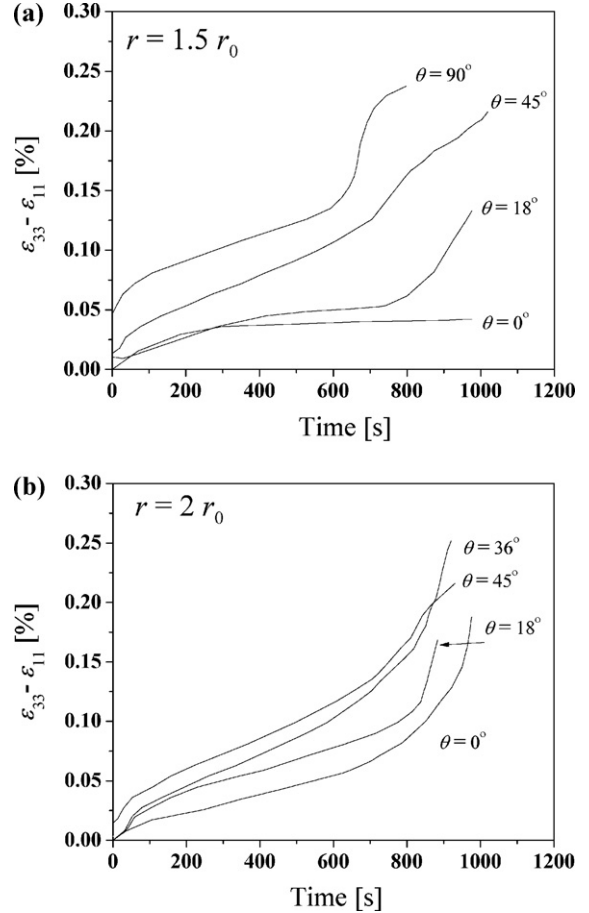 (a)
r = 1.5 r₀
0.30
0.25
0.20
0.15
0.10
0.05
0.00
ε₃₃ - ε₁₁ [%]
θ = 90°
θ = 45°
θ = 18°
θ = 0°
0 200 400 600 800 1000 1200
Time [s]
(b)
r = 2 r₀
0.30
0.25
0.20
0.15
0.10
0.05
0.00
ε₃₃ - ε₁₁ [%]
θ = 36°
θ = 45°
θ = 18°
θ = 0°
0 200 400 600 800 1000 1200
Time [s]